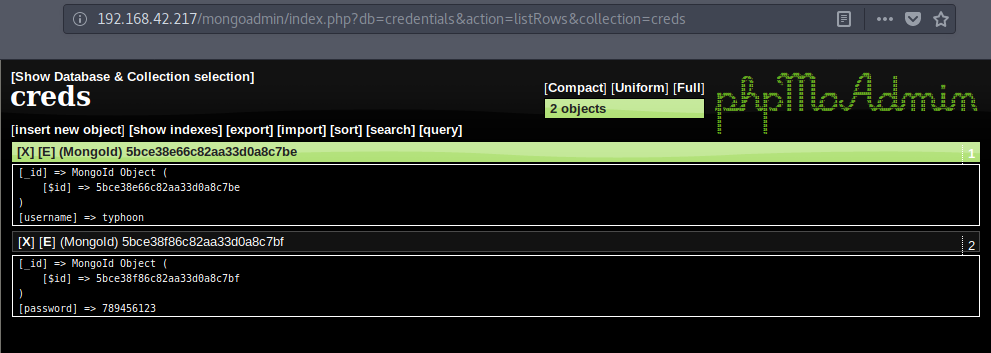 192.168.42.217/mongoadmin/index.php?db=credentials&action=listRows&collection=creds
[Show Database & Collection selection]
creds
[Compact] [Uniform] [Full]
2 objects
phpMoAdmin
[insert new object] [show indexes] [export] [import] [sort] [search] [query]
[X] [E] (MongoId) 5bce38e66c82aa33d0a8c7be 1
[_id] => MongoId Object (
[$id] => 5bce38e66c82aa33d0a8c7be
)
[username] => typhoon
[X] [E] (MongoId) 5bce38f86c82aa33d0a8c7bf 2
[_id] => MongoId Object (
[$id] => 5bce38f86c82aa33d0a8c7bf
)
[password] => 789456123